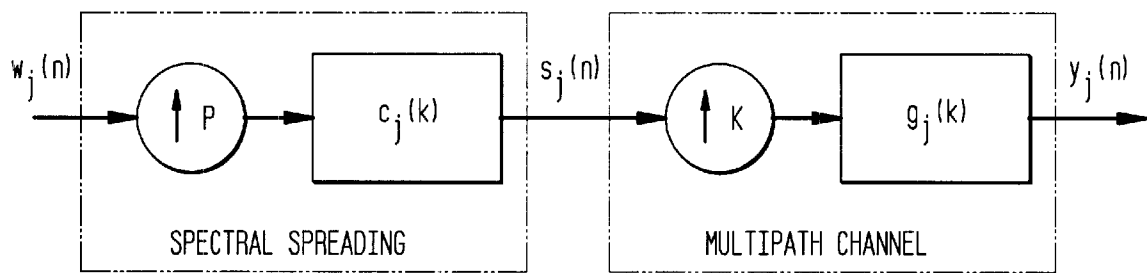 w_j(n)
↑ P
c_j(k)
s_j(n)
↑ K
g_j(k)
y_j(n)
SPECTRAL SPREADING
MULTIPATH CHANNEL